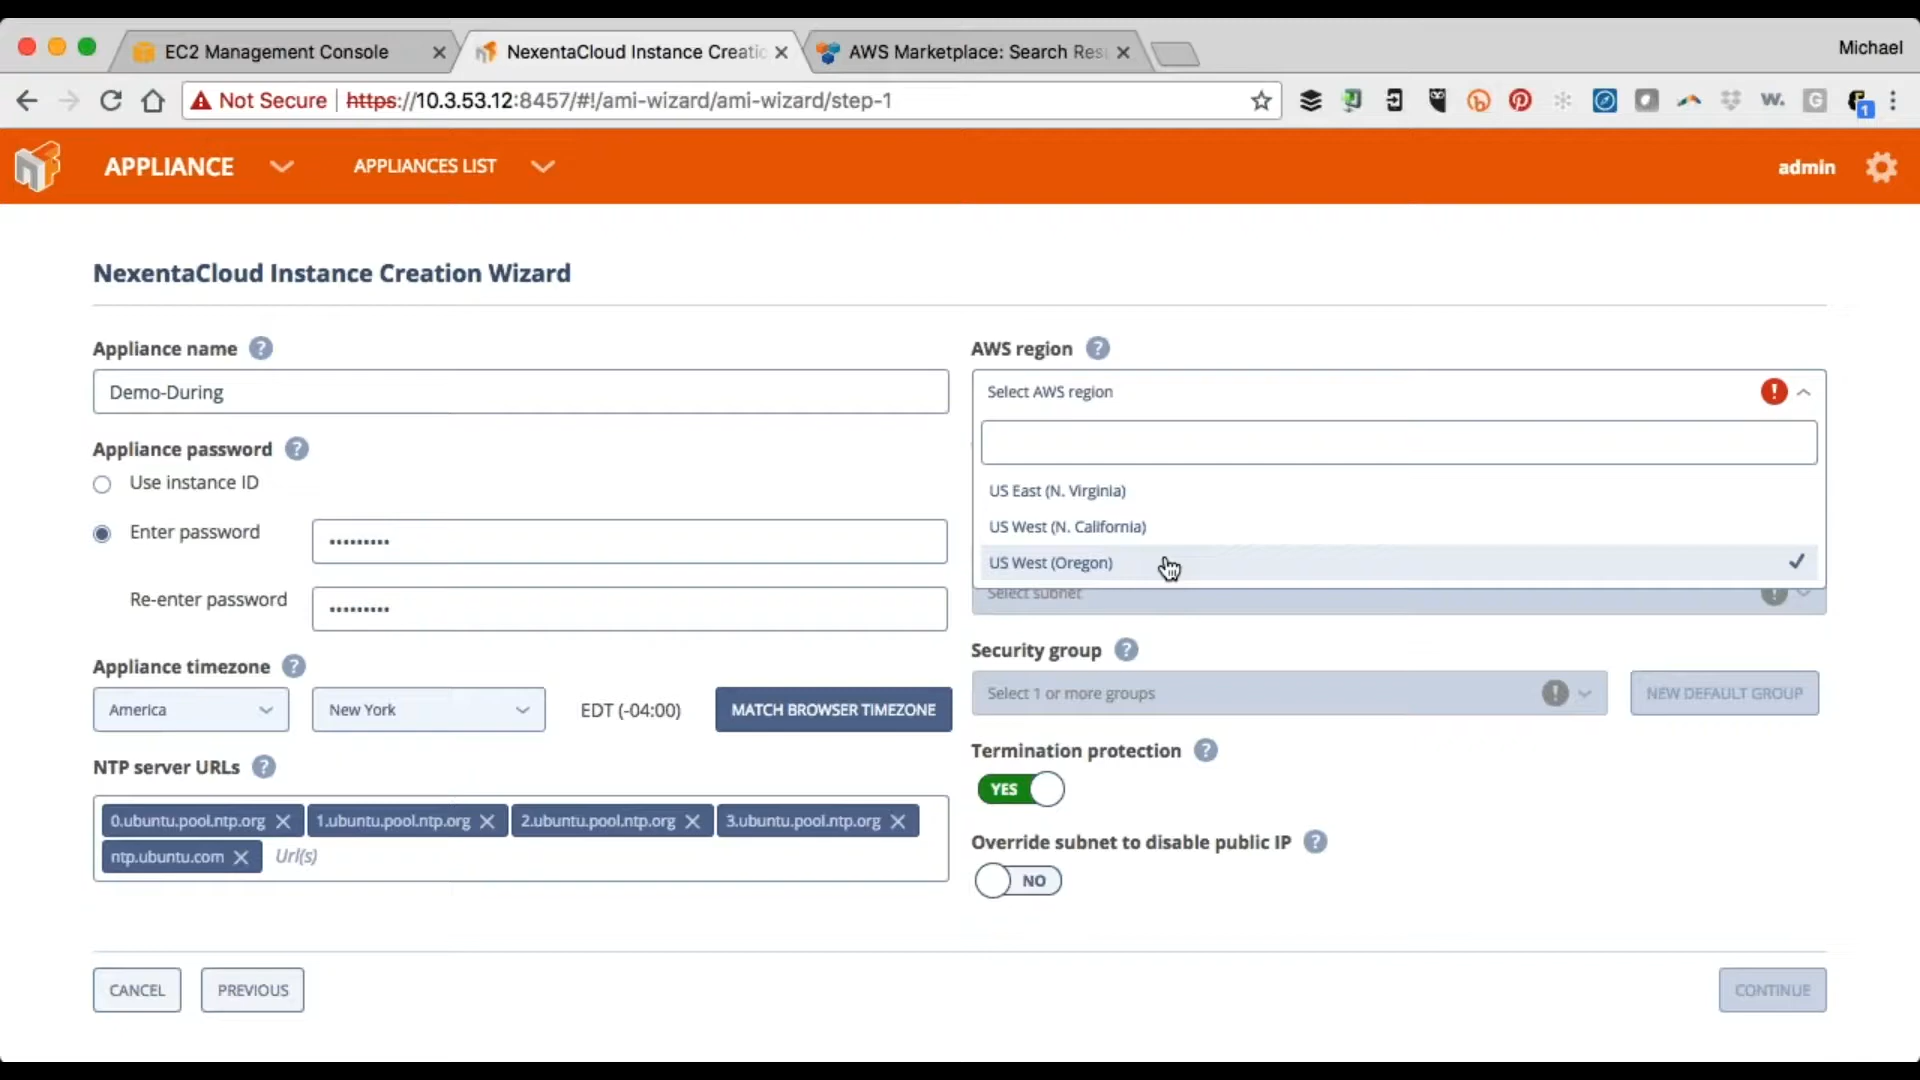 EC2 Management Console
NexentaCloud Instance Creatio
AWS Marketplace: Search Res
Michael
Not Secure
https://10.3.53.12:8457/#!/ami-wizard/ami-wizard/step-1
w.
G
1
APPLIANCE
APPLIANCES LIST
admin
NexentaCloud Instance Creation Wizard
Appliance name ?
Demo-During
Appliance password ?
Use instance ID
Enter password
•••••••••
Re-enter password
•••••••••
Appliance timezone ?
America
New York
EDT (-04:00)
MATCH BROWSER TIMEZONE
NTP server URLs ?
0.ubuntu.pool.ntp.org
1.ubuntu.pool.ntp.org
2.ubuntu.pool.ntp.org
3.ubuntu.pool.ntp.org
ntp.ubuntu.com
Url(s)
AWS region ?
Select AWS region
US East (N. Virginia)
US West (N. California)
US West (Oregon)
Select subnet
Security group ?
Select 1 or more groups
NEW DEFAULT GROUP
Termination protection ?
YES
Override subnet to disable public IP ?
NO
CANCEL
PREVIOUS
CONTINUE